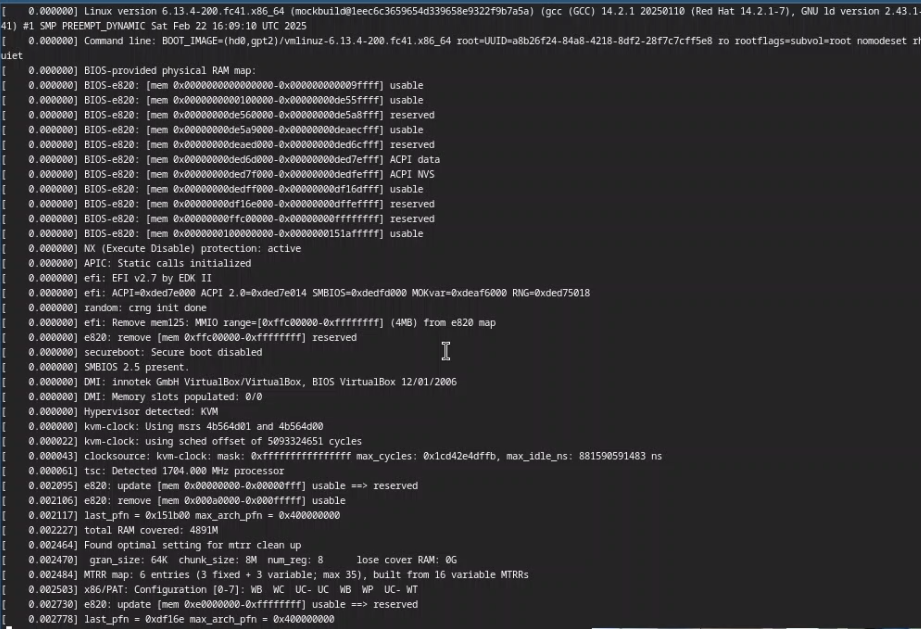 [    0.000000] Linux version 6.13.4-200.fc41.x86_64 (mockbuild@1eec6c3659654d339658e9322f9b7a5a) (gcc (GCC) 14.2.1 20250110 (Red Hat 14.2.1-7), GNU ld version 2.43.1-
41) #1 SMP PREEMPT_DYNAMIC Sat Feb 22 16:09:10 UTC 2025
[    0.000000] Command line: BOOT_IMAGE=(hd0,gpt2)/vmlinuz-6.13.4-200.fc41.x86_64 root=UUID=a8b26f24-84a8-4218-8df2-28f7c7cff5e8 ro rootflags=subvol=root nomodeset rh
uiet
[    0.000000] BIOS-provided physical RAM map:
[    0.000000] BIOS-e820: [mem 0x0000000000000000-0x000000000009ffff] usable
[    0.000000] BIOS-e820: [mem 0x0000000000100000-0x00000000de55ffff] usable
[    0.000000] BIOS-e820: [mem 0x00000000de560000-0x00000000de5a8fff] reserved
[    0.000000] BIOS-e820: [mem 0x00000000de5a9000-0x00000000deaecfff] usable
[    0.000000] BIOS-e820: [mem 0x00000000deaed000-0x00000000ded6cfff] reserved
[    0.000000] BIOS-e820: [mem 0x00000000ded6d000-0x00000000ded7efff] ACPI data
[    0.000000] BIOS-e820: [mem 0x00000000ded7f000-0x00000000dedfefff] ACPI NVS
[    0.000000] BIOS-e820: [mem 0x00000000dedff000-0x00000000df16dfff] usable
[    0.000000] BIOS-e820: [mem 0x00000000df16e000-0x00000000dffeffff] reserved
[    0.000000] BIOS-e820: [mem 0x00000000ffc00000-0x00000000ffffffff] reserved
[    0.000000] BIOS-e820: [mem 0x0000000100000000-0x0000000151afffff] usable
[    0.000000] NX (Execute Disable) protection: active
[    0.000000] APIC: Static calls initialized
[    0.000000] efi: EFI v2.7 by EDK II
[    0.000000] efi: ACPI=0xded7e000 ACPI 2.0=0xded7e014 SMBIOS=0xdedfd000 MOKvar=0xdeaf6000 RNG=0xded75018
[    0.000000] random: crng init done
[    0.000000] efi: Remove mem125: MMIO range=[0xffc00000-0xffffffff] (4MB) from e820 map
[    0.000000] e820: remove [mem 0xffc00000-0xffffffff] reserved
[    0.000000] secureboot: Secure boot disabled
[    0.000000] SMBIOS 2.5 present.
[    0.000000] DMI: innotek GmbH VirtualBox/VirtualBox, BIOS VirtualBox 12/01/2006
[    0.000000] DMI: Memory slots populated: 0/0
[    0.000000] Hypervisor detected: KVM
[    0.000000] kvm-clock: Using msrs 4b564d01 and 4b564d00
[    0.000022] kvm-clock: using sched offset of 5093324651 cycles
[    0.000043] clocksource: kvm-clock: mask: 0xffffffffffffffff max_cycles: 0x1cd42e4dffb, max_idle_ns: 881590591483 ns
[    0.000061] tsc: Detected 1704.000 MHz processor
[    0.002095] e820: update [mem 0x00000000-0x00000fff] usable ==> reserved
[    0.002106] e820: remove [mem 0x000a0000-0x000fffff] usable
[    0.002117] last_pfn = 0x151b00 max_arch_pfn = 0x400000000
[    0.002227] total RAM covered: 4891M
[    0.002464] Found optimal setting for mtrr clean up
[    0.002470]  gran_size: 64K  chunk_size: 8M  num_reg: 8      lose cover RAM: 0G
[    0.002484] MTRR map: 6 entries (3 fixed + 3 variable; max 35), built from 16 variable MTRRs
[    0.002503] x86/PAT: Configuration [0-7]: WB  WC  UC- UC  WB  WP  UC- WT
[    0.002730] e820: update [mem 0xe0000000-0xffffffff] usable ==> reserved
[    0.002778] last_pfn = 0xdf16e max_arch_pfn = 0x400000000